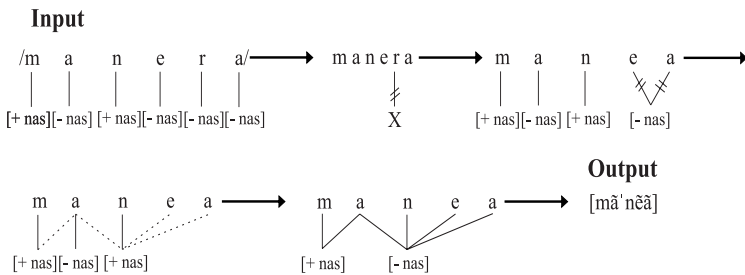 Input
/m a n e r a/ m a n e r a m a n e a
[+ nas] [- nas] [+ nas] [- nas] [- nas] [- nas] X [+ nas] [- nas] [+ nas] [- nas]
Output
m a n e a m a n e a [mãˈnẽã]
[+ nas] [- nas] [+ nas] [+ nas] [- nas]